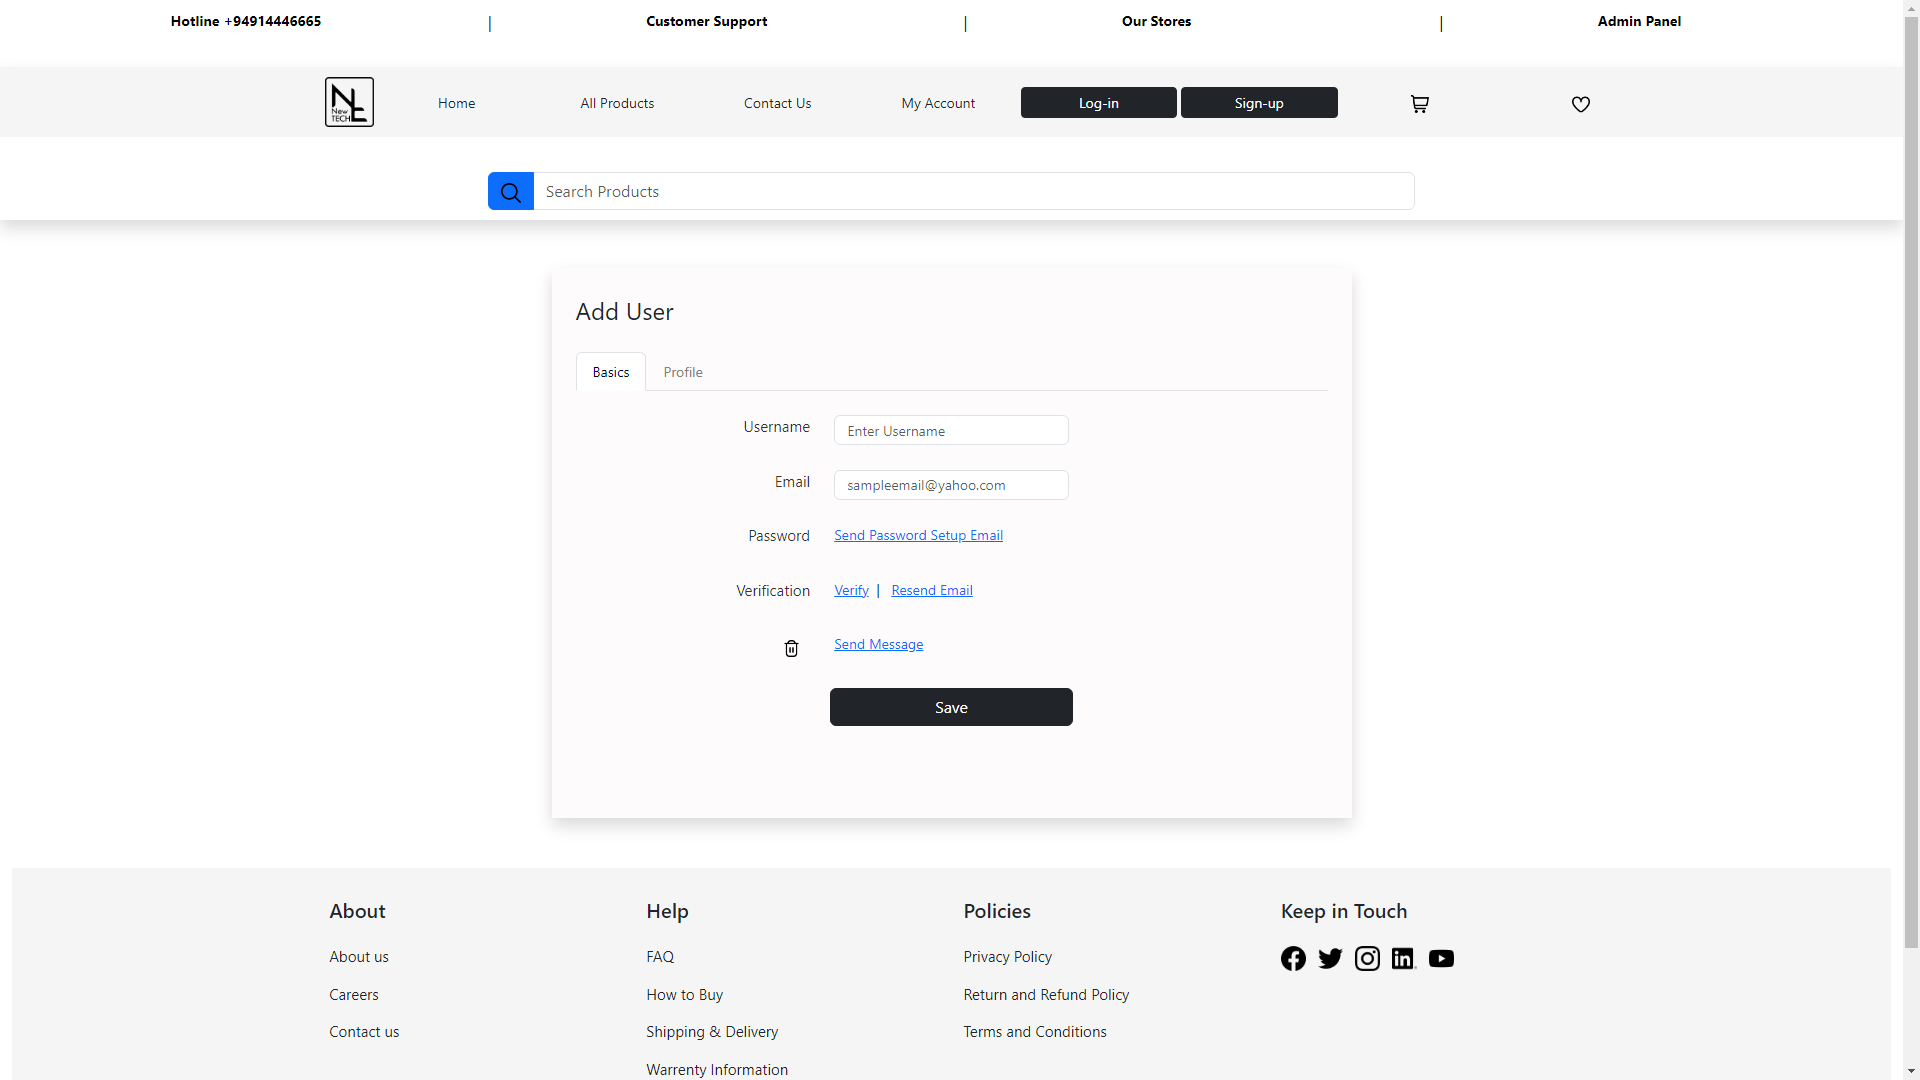 Hotline +94914446665 | Customer Support | Our Stores | Admin Panel
New
TECH
Home All Products Contact Us My Account Log-in Sign-up
Search Products
Add User
Basics Profile
Username Enter Username
Email sampleemail@yahoo.com
Password Send Password Setup Email
Verification Verify | Resend Email
Send Message
Save
About Help Policies Keep in Touch
About us FAQ Privacy Policy
Careers How to Buy Return and Refund Policy
Contact us Shipping & Delivery Terms and Conditions
Warrenty Information